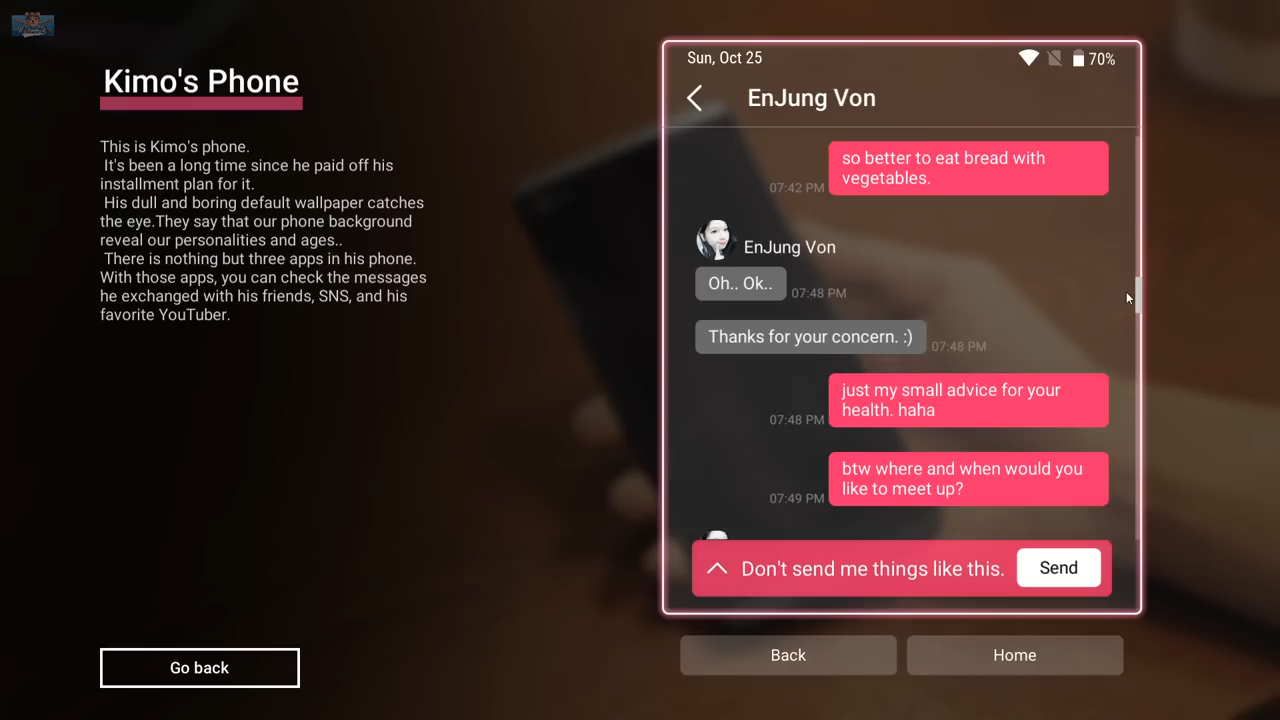 Kimo's Phone
This is Kimo's phone.
It's been a long time since he paid off his
installment plan for it.
His dull and boring default wallpaper catches
the eye.They say that our phone background
reveal our personalities and ages..
There is nothing but three apps in his phone.
With those apps, you can check the messages
he exchanged with his friends, SNS, and his
favorite YouTuber.
Go back
Sun, Oct 25
70%
EnJung Von
so better to eat bread with
vegetables.
07:42 PM
EnJung Von
Oh.. Ok..
07:48 PM
Thanks for your concern. :)
07:48 PM
just my small advice for your
health. haha
07:48 PM
btw where and when would you
like to meet up?
07:49 PM
Don't send me things like this.
Send
Back
Home